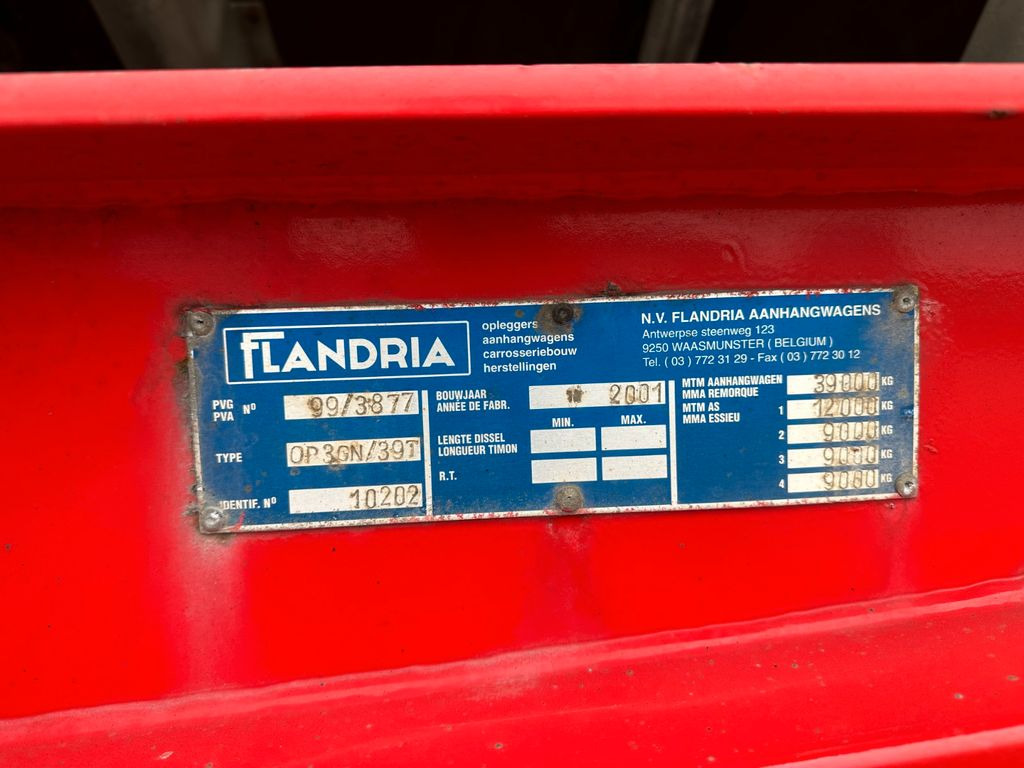 FLANDRIA
opleggers
aanhangwagens
carrosseriebouw
herstellingen
N.V. FLANDRIA AANHANGWAGENS
Antwerpse steenweg 123
9250 WAASMUNSTER ( BELGIUM )
Tel. ( 03 ) 772 31 29 - Fax ( 03 ) 772 30 12
PVG
PVA Nº 99/3877
TYPE OP3GN/39T
IDENTIF. Nº 10202
BOUWJAAR
ANNÉE DE FABR. 2001
MIN. MAX.
LENGTE DISSEL
LONGUEUR TIMON
R.T.
MTM AANHANGWAGEN
MMA REMORQUE 39000 KG
MTM AS
MMA ESSIEU
1 12000 KG
2 9000 KG
3 9000 KG
4 9000 KG